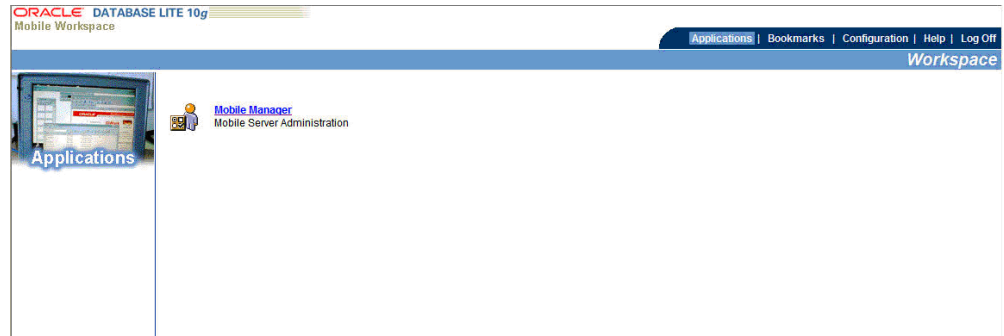 ORACLE DATABASE LITE 10g
Mobile Workspace
Applications | Bookmarks | Configuration | Help | Log Off
Workspace
Applications
Mobile Manager
Mobile Server Administration